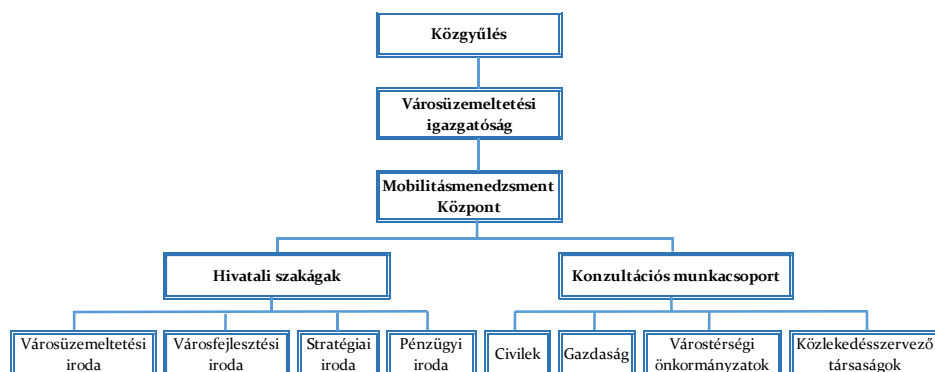 Közgyűlés
Városüzemeltetési
igazgatóság
Mobilitásmenedzsment
Központ
Hivatali szakágak
Konzultációs munkacsoport
Városüzemeltetési
iroda
Városfejlesztési
iroda
Stratégiai
iroda
Pénzügyi
iroda
Civilek
Gazdaság
Várostérségi
önkormányzatok
Közlekedésszervező
társaságok